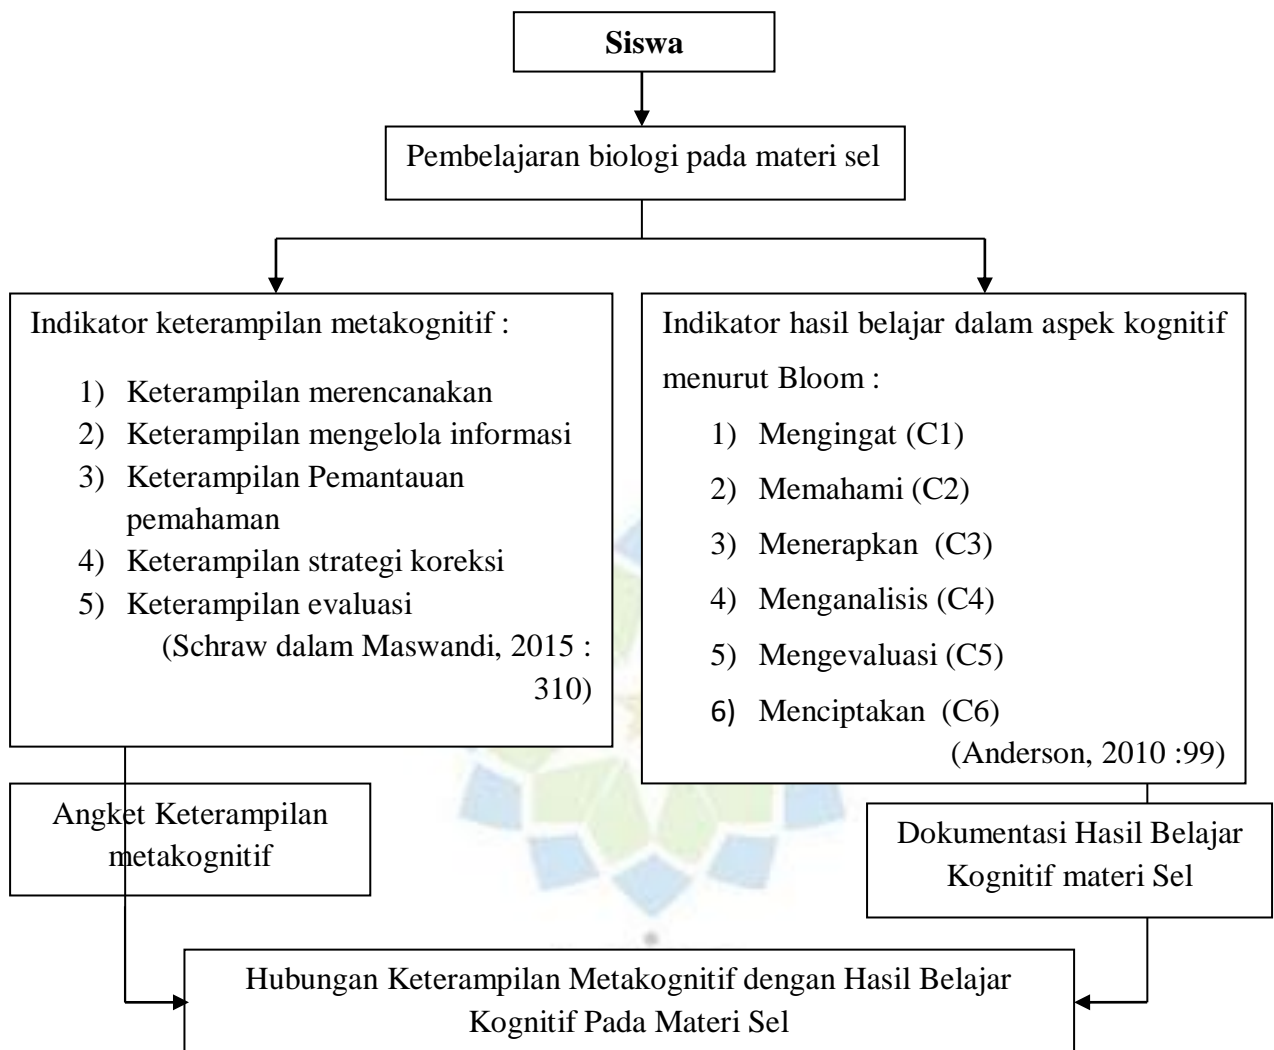 Siswa
Pembelajaran biologi pada materi sel
Indikator keterampilan metakognitif :
1) Keterampilan merencanakan
2) Keterampilan mengelola informasi
3) Keterampilan Pemantauan
pemahaman
4) Keterampilan strategi koreksi
5) Keterampilan evaluasi
(Schraw dalam Maswandi, 2015 :
310)
Indikator hasil belajar dalam aspek kognitif
menurut Bloom :
1) Mengingat (C1)
2) Memahami (C2)
3) Menerapkan (C3)
4) Menganalisis (C4)
5) Mengevaluasi (C5)
6) Menciptakan (C6)
(Anderson, 2010 :99)
Angket Keterampilan
metakognitif
Dokumentasi Hasil Belajar
Kognitif materi Sel
Hubungan Keterampilan Metakognitif dengan Hasil Belajar
Kognitif Pada Materi Sel